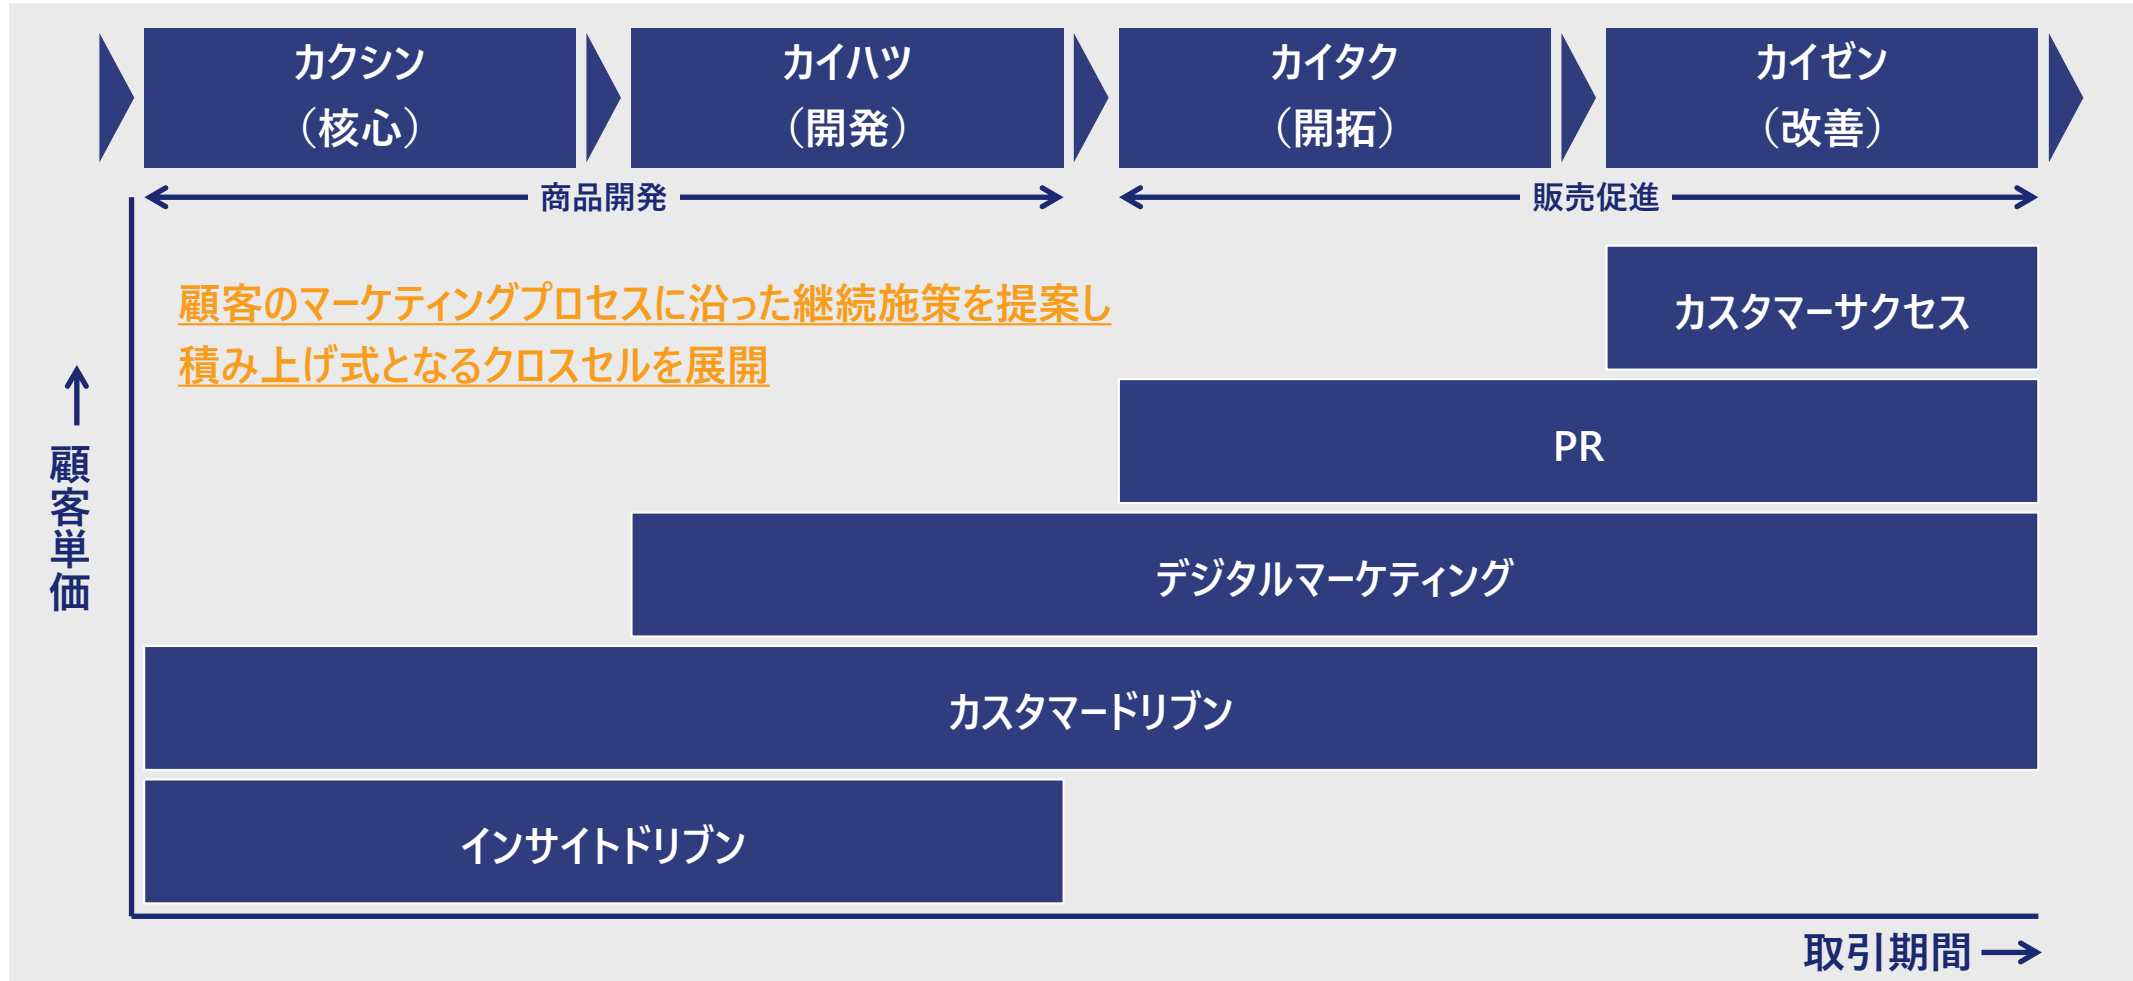 カクシン
（核心）
カイハツ
（開発）
カイタク
（開拓）
カイゼン
（改善）
商品開発
販売促進
顧客のマーケティングプロセスに沿った継続施策を提案し
積み上げ式となるクロスセルを展開
カスタマーサクセス
PR
デジタルマーケティング
カスタマードリブン
インサイトドリブン
顧客単価
取引期間